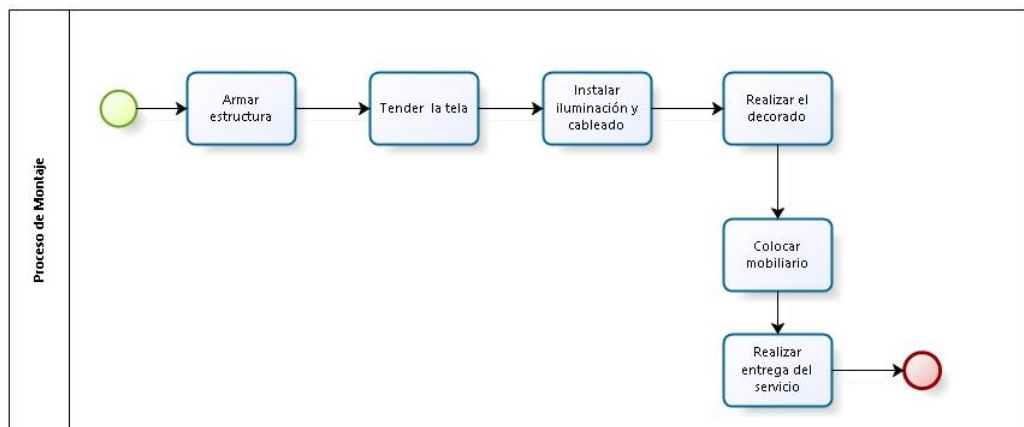 Proceso de Montaje
Armar
estructura
Tender la tela
Instalar
iluminación y
cableado
Realizar el
decorado
Colocar
mobiliario
Realizar
entrega del
servicio